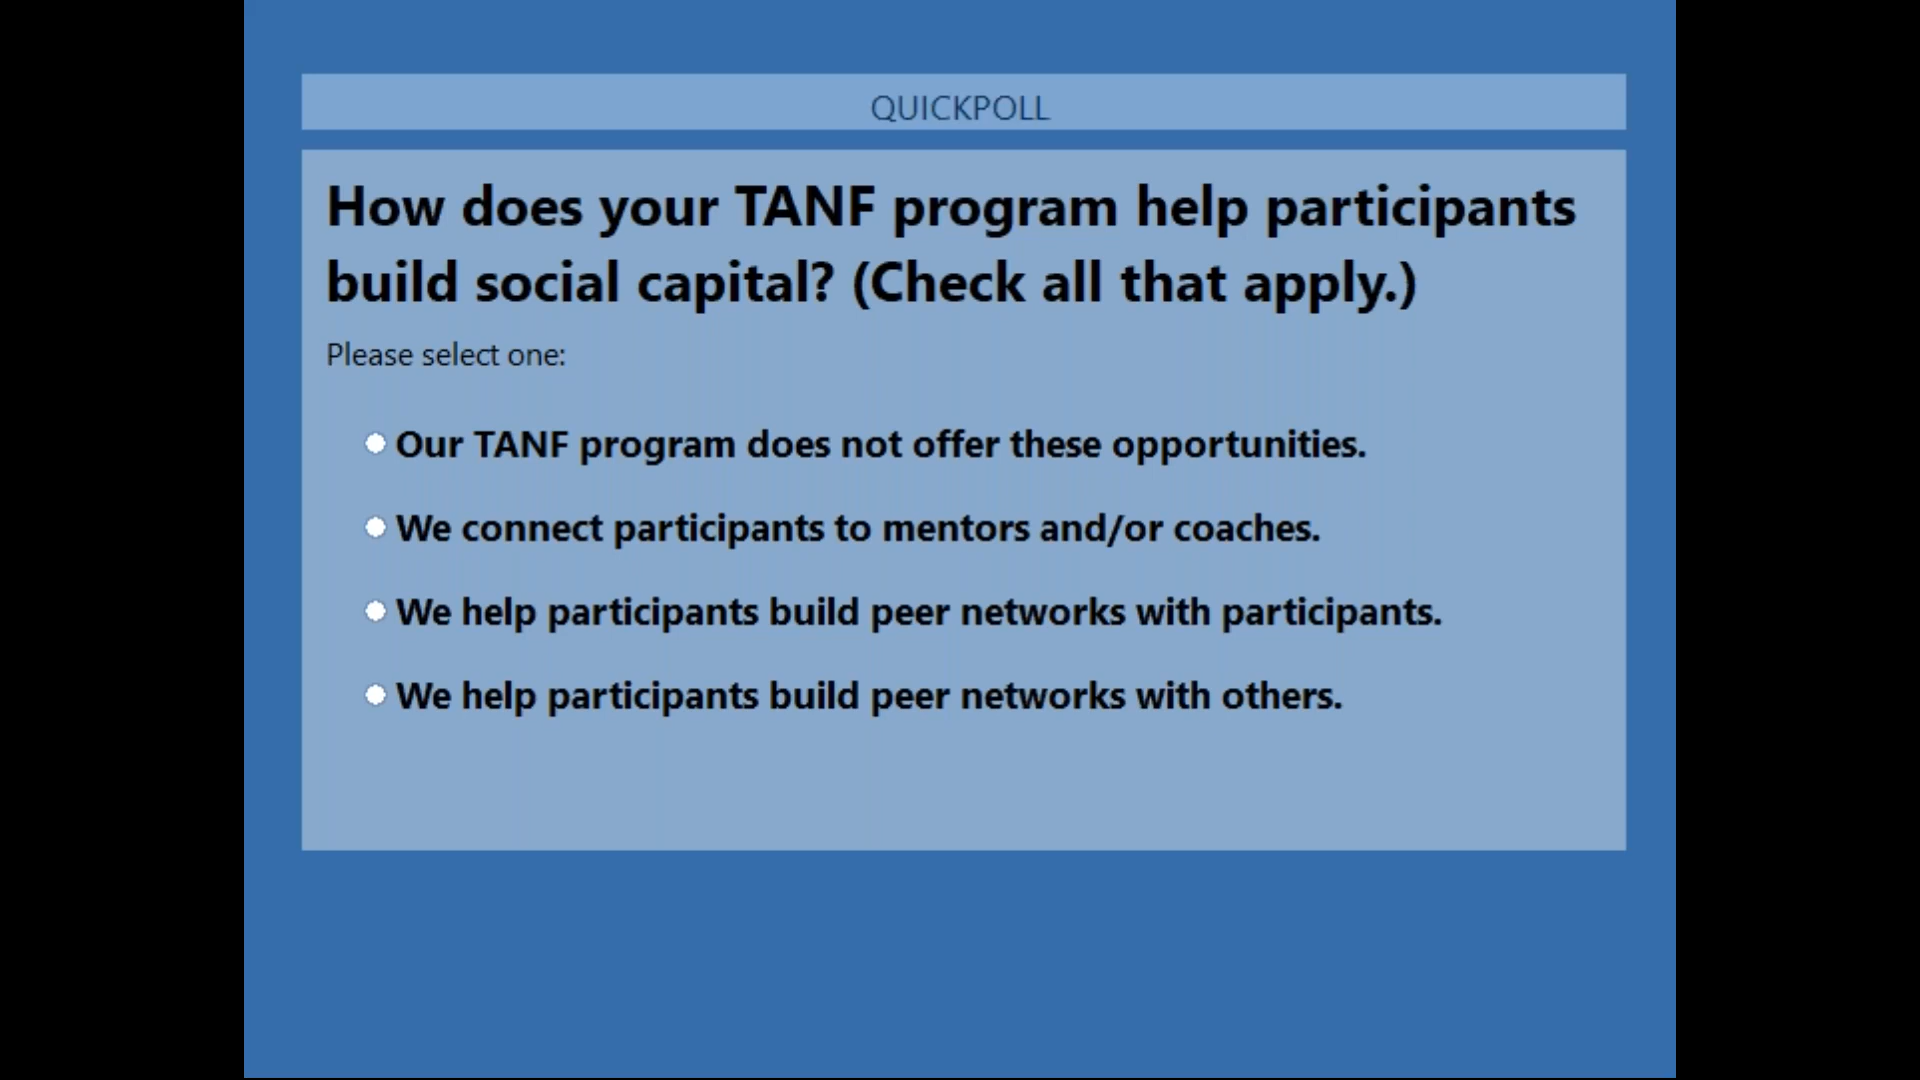 QUICKPOLL
How does your TANF program help participants
build social capital? (Check all that apply.)
Please select one:
Our TANF program does not offer these opportunities.
We connect participants to mentors and/or coaches.
We help participants build peer networks with participants.
We help participants build peer networks with others.